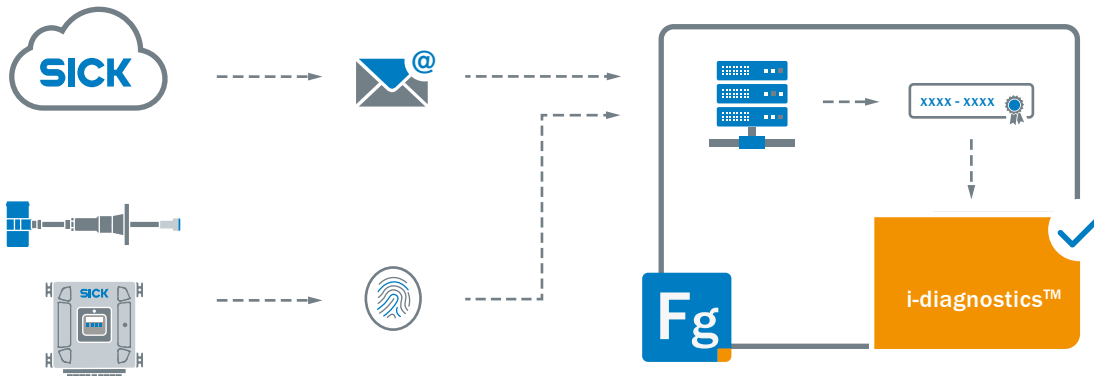 SICK
@
XXXX - XXXX
SICK
Fg
i-diagnostics™